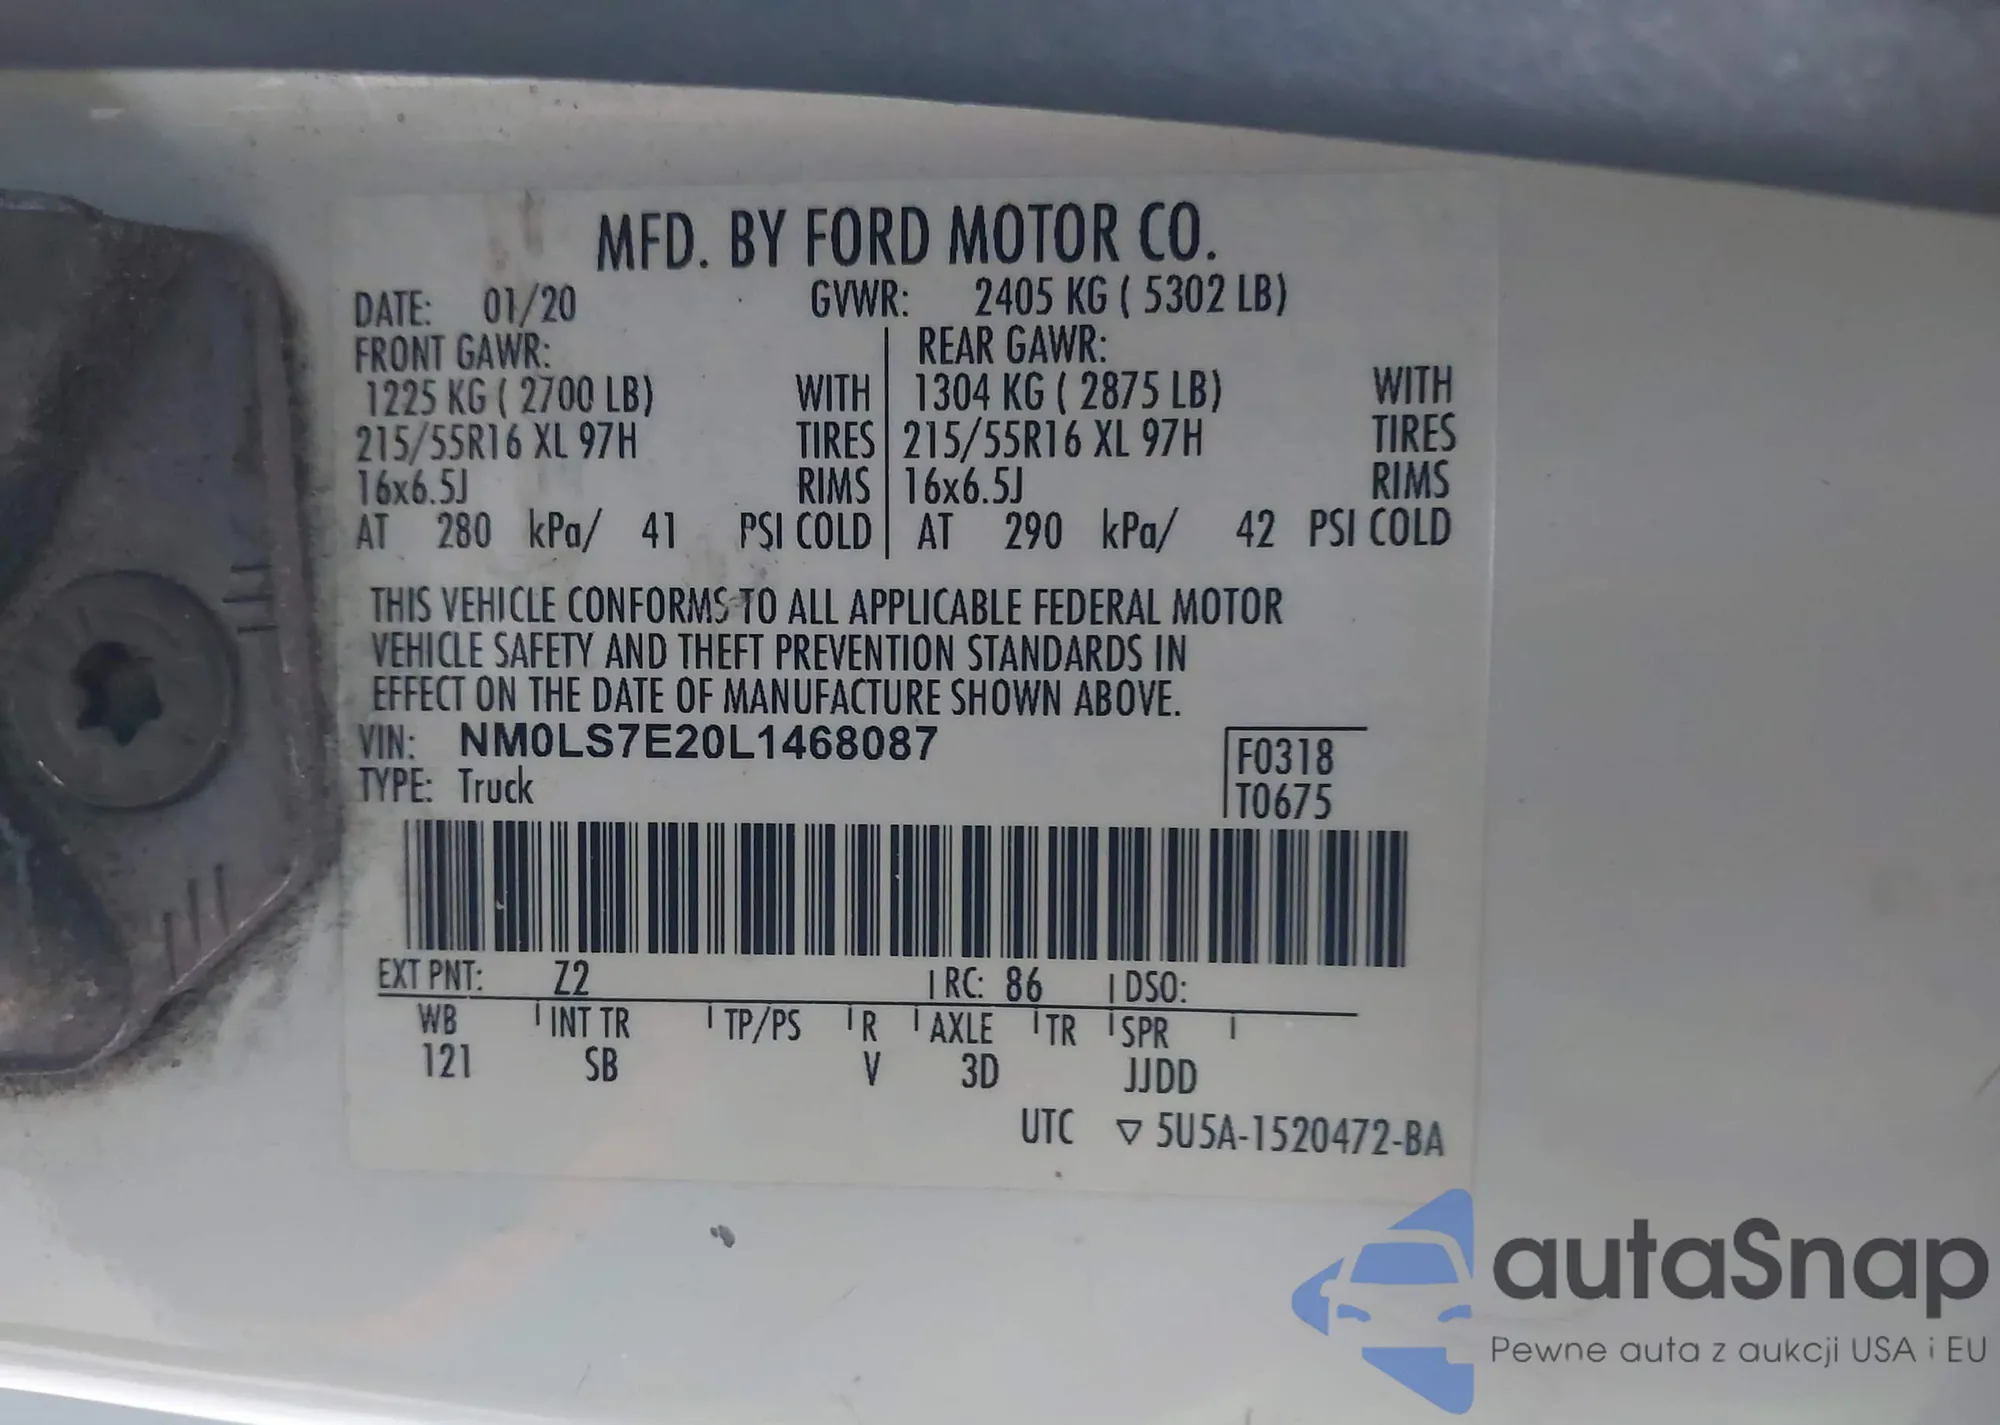 MFD. BY FORD MOTOR CO.
DATE: 01/20 GVWR: 2405 KG ( 5302 LB)
FRONT GAWR: REAR GAWR:
1225 KG ( 2700 LB) WITH 1304 KG ( 2875 LB) WITH
215/55R16 XL 97H TIRES 215/55R16 XL 97H TIRES
16x6.5J RIMS 16x6.5J RIMS
AT 280 kPa/ 41 PSI COLD AT 290 kPa/ 42 PSI COLD
THIS VEHICLE CONFORMS TO ALL APPLICABLE FEDERAL MOTOR
VEHICLE SAFETY AND THEFT PREVENTION STANDARDS IN
EFFECT ON THE DATE OF MANUFACTURE SHOWN ABOVE.
VIN: NM0LS7E20L1468087 F0318
TYPE: Truck T0675
EXT PNT: Z2 RC: 86 DSO:
WB INT TR TP/PS R AXLE TR SPR
121 SB V 3D JJDD
UTC ▽ 5U5A-1520472-BA
autaSnap
Pewne auta z aukcji USA i EU